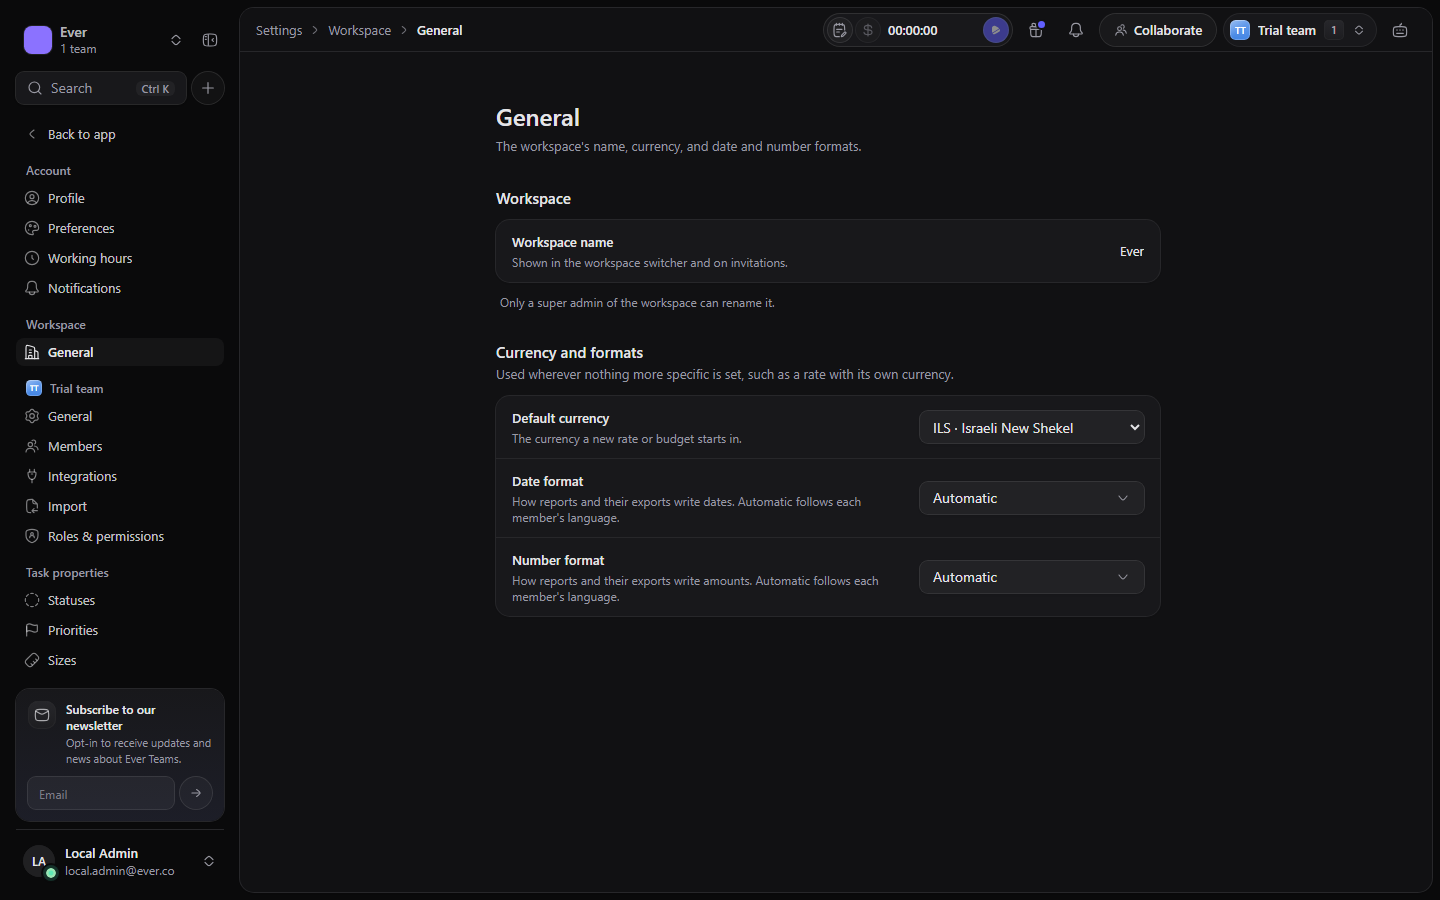 Ever
1 team
Search
Ctrl K
Back to app
Account
Profile
Preferences
Working hours
Notifications
Workspace
General
TT Trial team
General
Members
Integrations
Import
Roles & permissions
Task properties
Statuses
Priorities
Sizes
Subscribe to our
newsletter
Opt-in to receive updates and
news about Ever Teams.
Email
LA
Local Admin
local.admin@ever.co
Settings > Workspace > General
00:00:00
Collaborate
TT Trial team 1
General
The workspace's name, currency, and date and number formats.
Workspace
Workspace name
Shown in the workspace switcher and on invitations.
Ever
Only a super admin of the workspace can rename it.
Currency and formats
Used wherever nothing more specific is set, such as a rate with its own currency.
Default currency
The currency a new rate or budget starts in.
ILS · Israeli New Shekel
Date format
How reports and their exports write dates. Automatic follows each
member's language.
Automatic
Number format
How reports and their exports write amounts. Automatic follows each
member's language.
Automatic